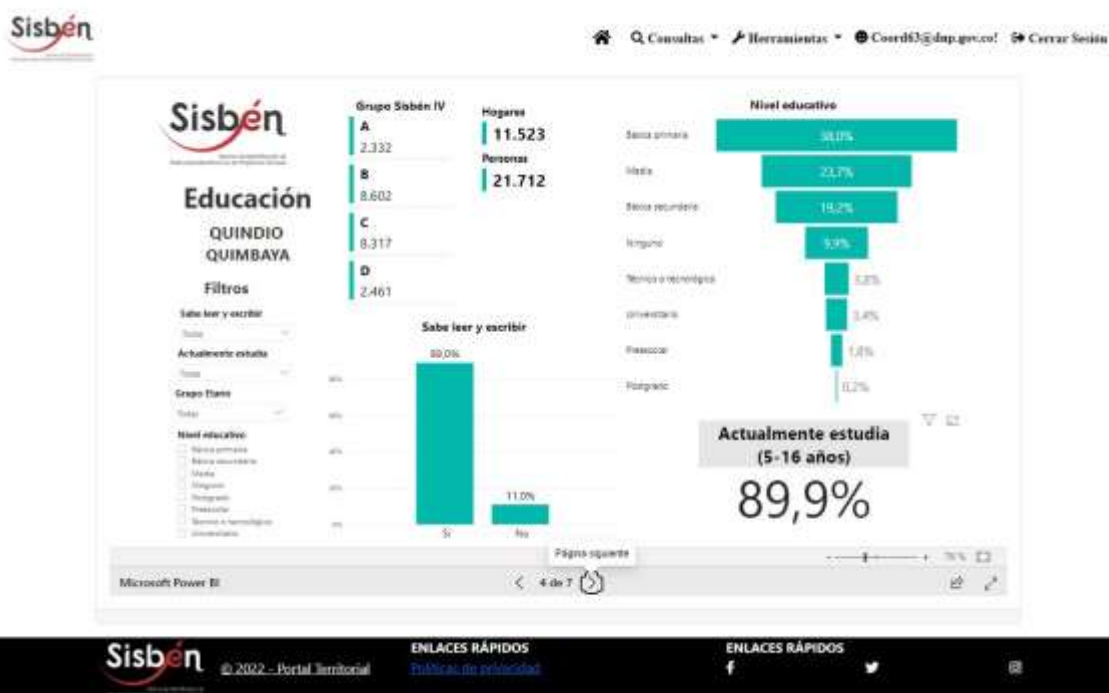 Sisbén
Consultas
Herramientas
Coord63@dnp.gov.co!
Cerrar Sesión
Sisbén
Educación
QUINDIO
QUIMBAYA
Filtros
Sabe leer y escribir
Todas
Actualmente estudia
Todas
Grupo Etario
Todas
Nivel educativo
Básica primaria
Básica secundaria
Media
Ninguno
Postgrado
Preescolar
Técnico o tecnológico
Universitario
Grupo Sisbén IV
A
2.332
B
8.602
C
8.317
D
2.461
Hogares
11.523
Personas
21.712
Sabe leer y escribir
89,0%
11,0%
Si
No
Nivel educativo
Básica primaria
38,0%
Media
23,7%
Básica secundaria
19,2%
Ninguno
9,9%
Técnico o tecnológico
3,8%
Universitario
3,4%
Preescolar
1,8%
Postgrado
0,2%
Actualmente estudia
(5-16 años)
89,9%
Página siguiente
Microsoft Power BI
4 de 7
76%
Sisbén
© 2022 - Portal Territorial
ENLACES RÁPIDOS
Políticas de privacidad
ENLACES RÁPIDOS